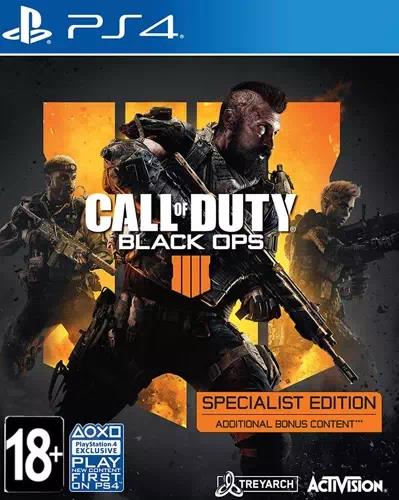 PS4
CALL OF DUTY
BLACK OPS
IIII
SPECIALIST EDITION
ADDITIONAL BONUS CONTENT***
18+
PlayStation 4
EXCLUSIVE
PLAY
NEW CONTENT
FIRST
ON PS4
TREYARCH
ACTIVISION